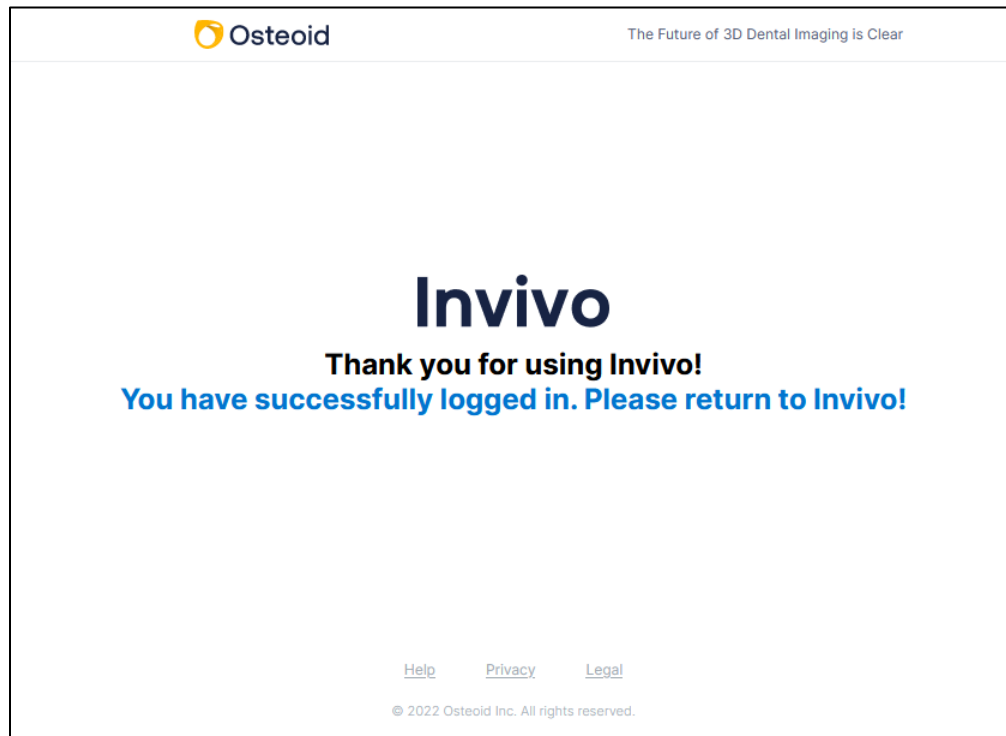 Osteoid
The Future of 3D Dental Imaging is Clear
Invivo
Thank you for using Invivo!
You have successfully logged in. Please return to Invivo!
Help Privacy Legal
© 2022 Osteoid Inc. All rights reserved.